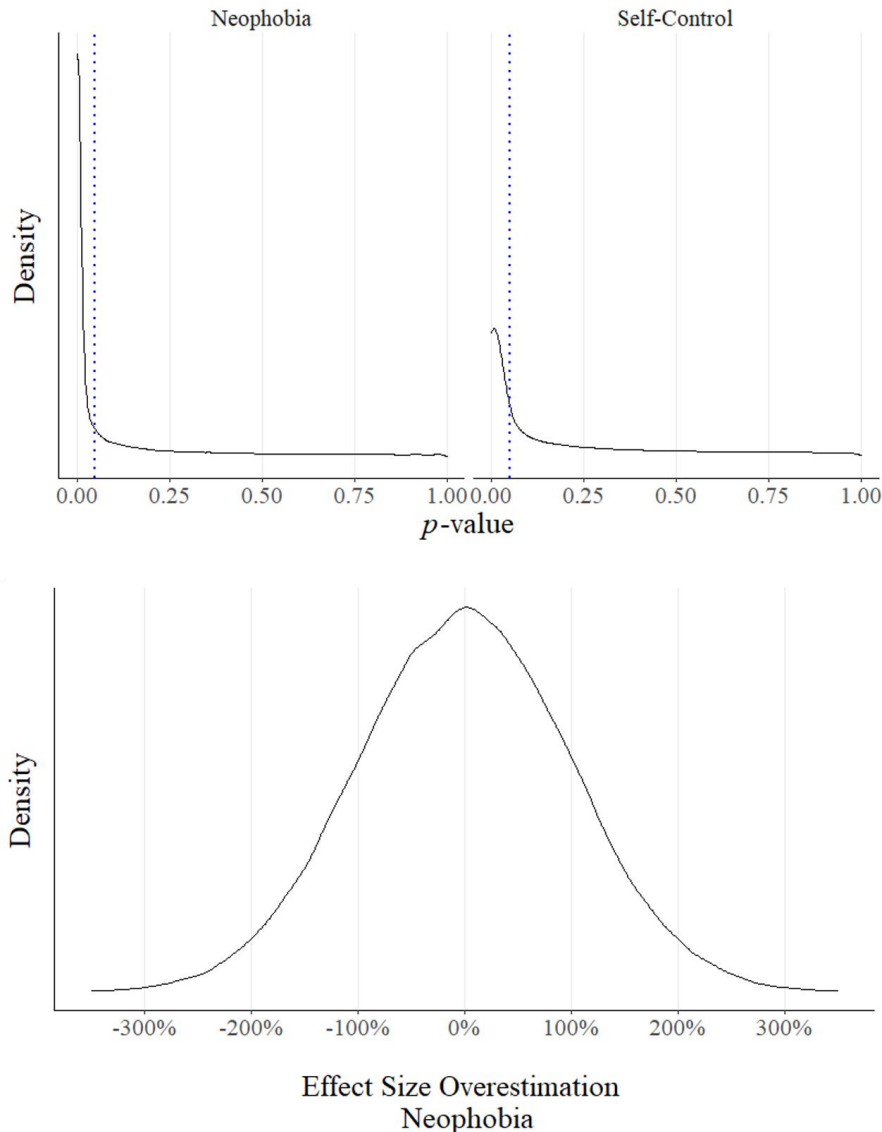 Neophobia Self-Control
Density
0.00 0.25 0.50 0.75 1.00 0.00 0.25 0.50 0.75 1.00
p-value
Density
-300% -200% -100% 0% 100% 200% 300%
Effect Size Overestimation
Neophobia